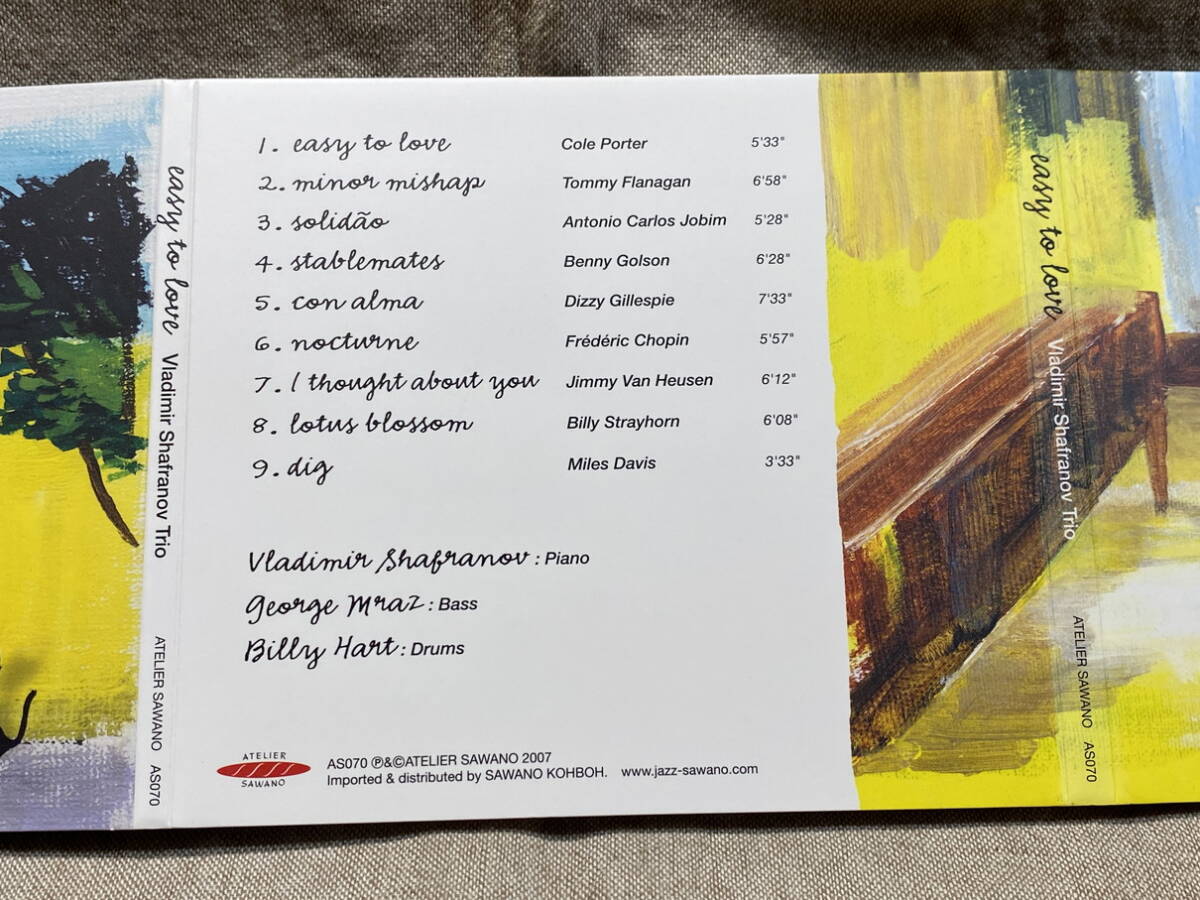 1. easy to love Cole Porter 5'33"
2. minor mishap Tommy Flanagan 6'58"
3. solidão Antonio Carlos Jobim 5'28"
4. stablemates Benny Golson 6'28"
5. con alma Dizzy Gillespie 7'33"
6. nocturne Frédéric Chopin 5'57"
7. I thought about you Jimmy Van Heusen 6'12"
8. lotus blossom Billy Strayhorn 6'08"
9. dig Miles Davis 3'33"
Vladimir Shafranov : Piano
George Mraz : Bass
Billy Hart : Drums
ATELIER
SAWANO
AS070 ℗&©ATELIER SAWANO 2007
Imported & distributed by SAWANO KOHBOH. www.jazz-sawano.com
easy to love Vladimir Shafranov Trio ATELIER SAWANO AS070
easy to love Vladimir Shafranov Trio ATELIER SAWANO AS070